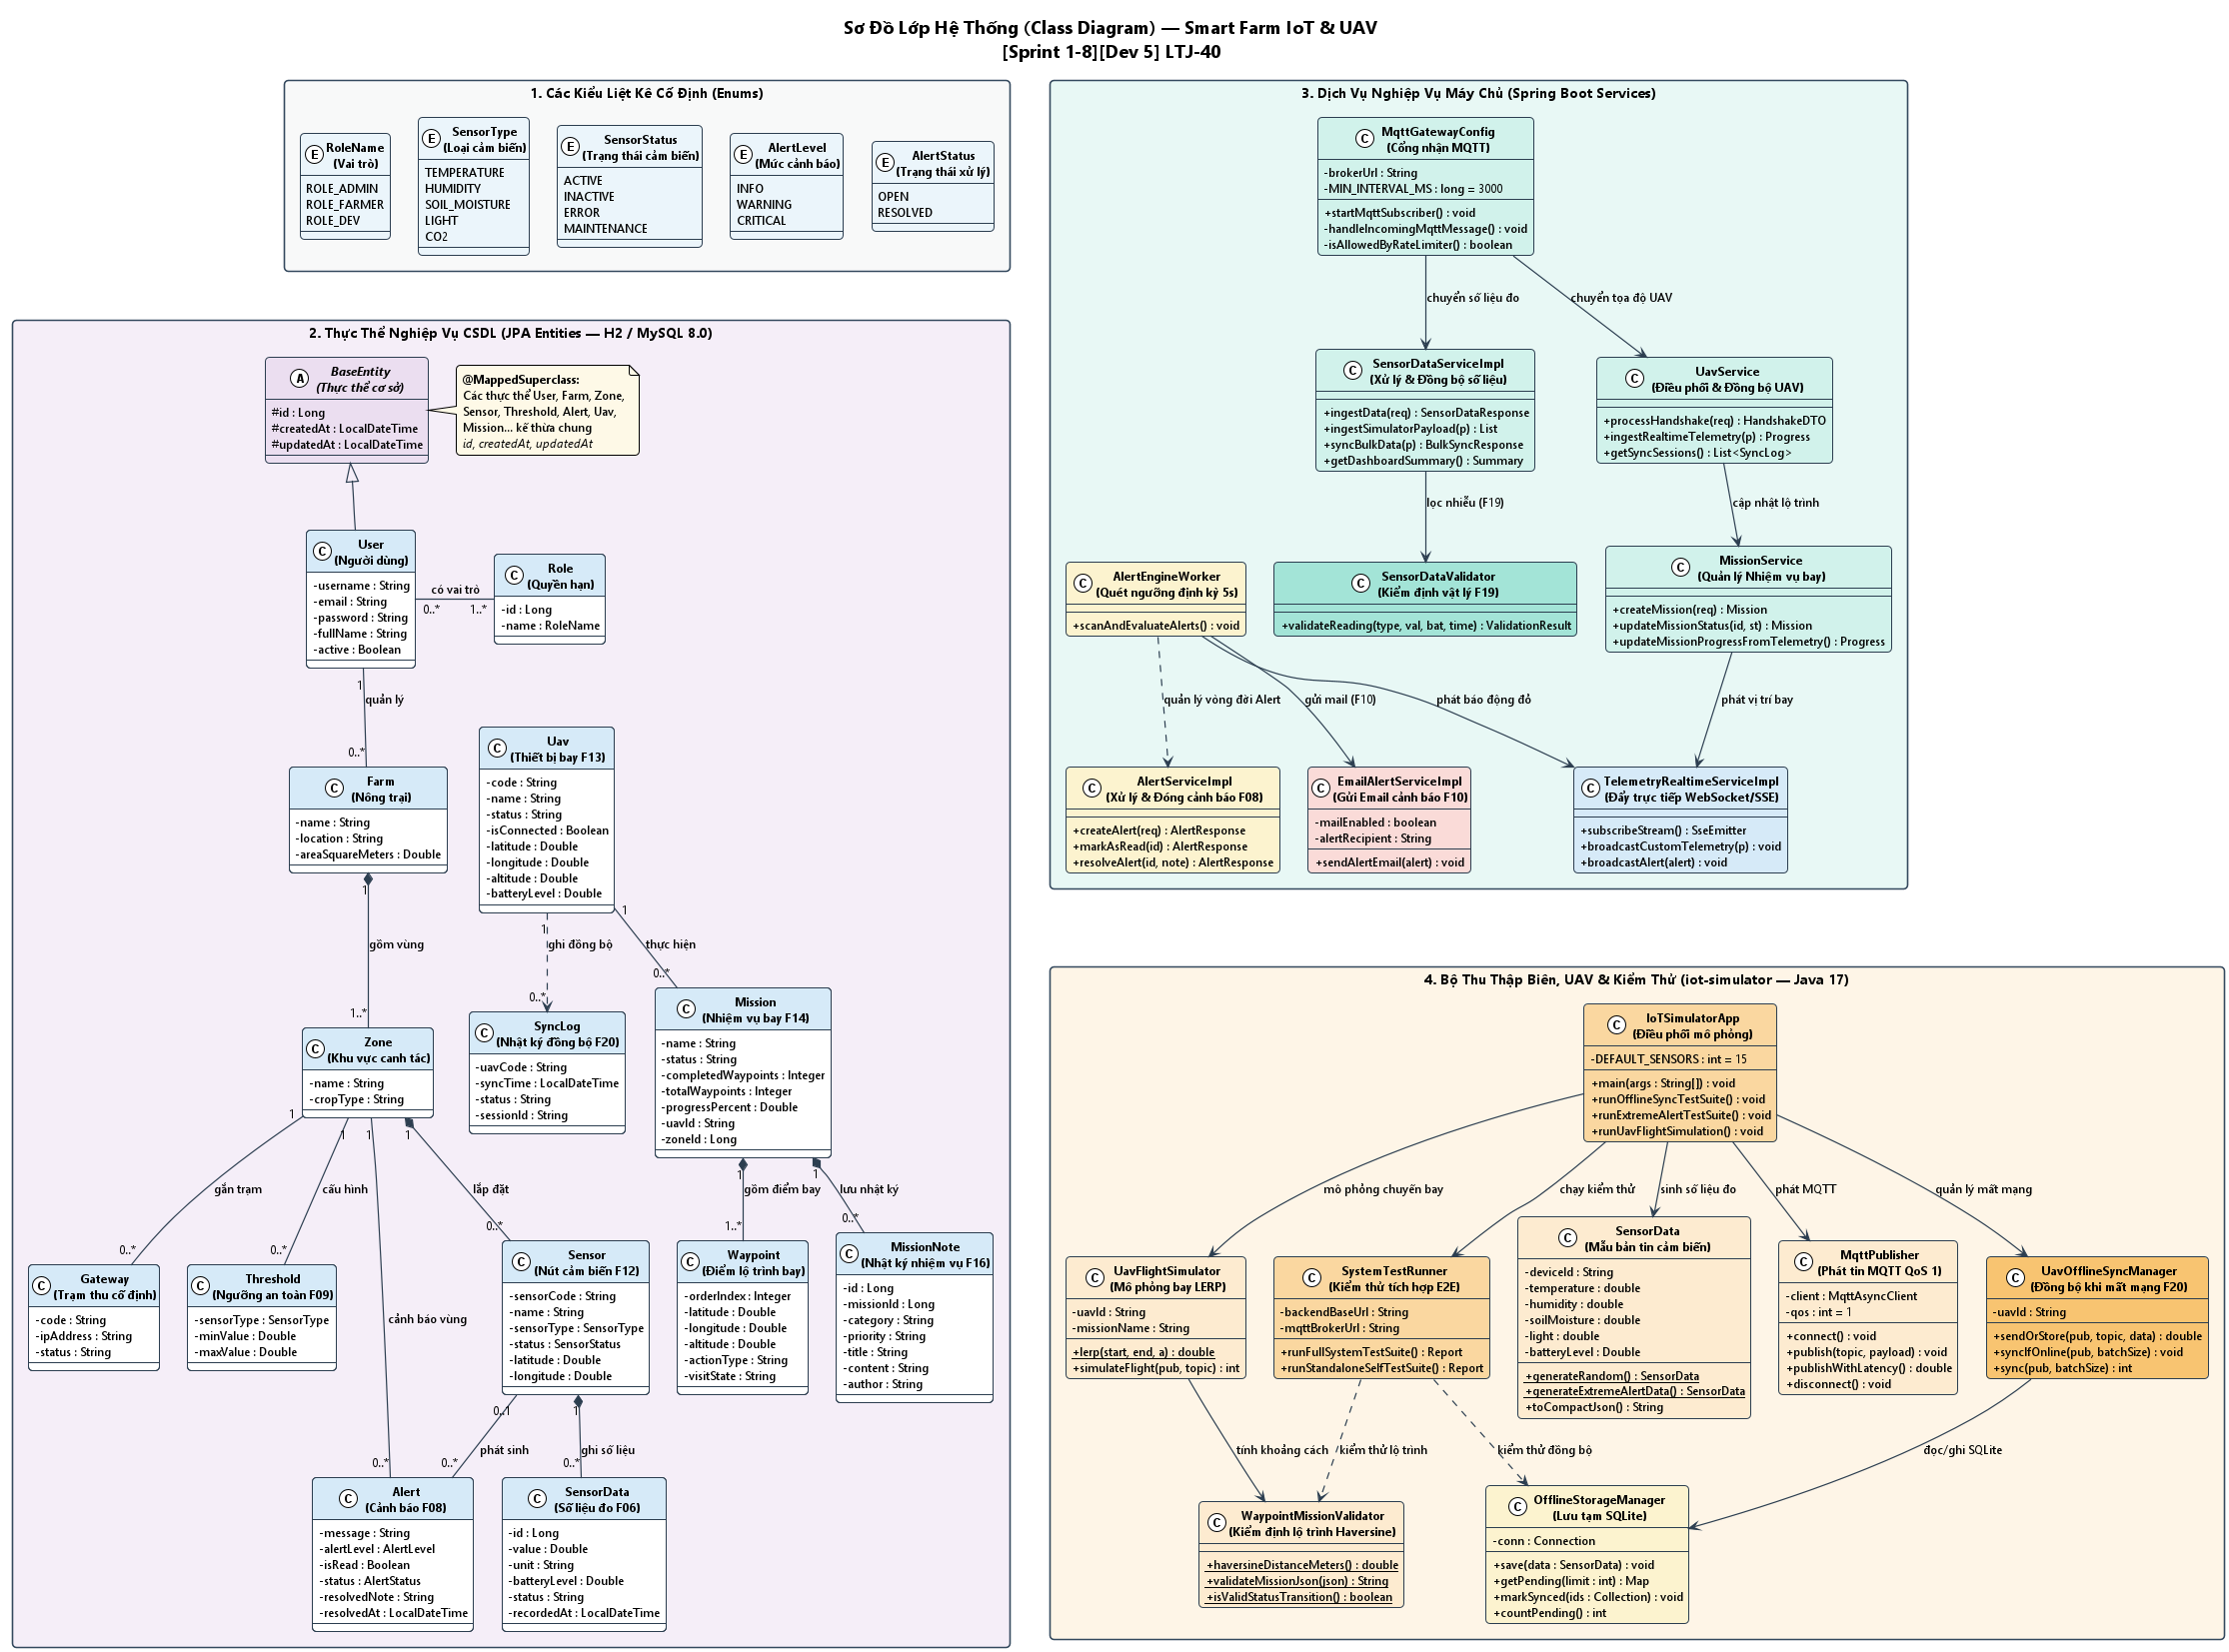 Sơ Đồ Lớp Hệ Thống (Class Diagram) — Smart Farm IoT & UAV
[Sprint 1-8][Dev 5] LTJ-40
1. Các Kiểu Liệt Kê Cố Định (Enums)
E
RoleName
(Vai trò)
ROLE_ADMIN
ROLE_FARMER
ROLE_DEV
E
SensorType
(Loại cảm biến)
TEMPERATURE
HUMIDITY
SOIL_MOISTURE
LIGHT
CO2
E
SensorStatus
(Trạng thái cảm biến)
ACTIVE
INACTIVE
ERROR
MAINTENANCE
E
AlertLevel
(Mức cảnh báo)
INFO
WARNING
CRITICAL
E
AlertStatus
(Trạng thái xử lý)
OPEN
RESOLVED
2. Thực Thể Nghiệp Vụ CSDL (JPA Entities — H2 / MySQL 8.0)
A
BaseEntity
(Thực thể cơ sở)
#id : Long
#createdAt : LocalDateTime
#updatedAt : LocalDateTime
@MappedSuperclass:
Các thực thể User, Farm, Zone,
Sensor, Threshold, Alert, Uav,
Mission... kế thừa chung
id, createdAt, updatedAt
C
User
(Người dùng)
-username : String
-email : String
-password : String
-fullName : String
-active : Boolean
có vai trò
0..*
1..*
C
Role
(Quyền hạn)
-id : Long
-name : RoleName
1
quản lý
0..*
C
Farm
(Nông trại)
-name : String
-location : String
-areaSquareMeters : Double
C
Uav
(Thiết bị bay F13)
-code : String
-name : String
-status : String
-isConnected : Boolean
-latitude : Double
-longitude : Double
-altitude : Double
-batteryLevel : Double
1
gồm vùng
1..*
1
ghi đồng bộ
0..*
1
thực hiện
0..*
C
Zone
(Khu vực canh tác)
-name : String
-cropType : String
C
SyncLog
(Nhật ký đồng bộ F20)
-uavCode : String
-syncTime : LocalDateTime
-status : String
-sessionId : String
C
Mission
(Nhiệm vụ bay F14)
-name : String
-status : String
-completedWaypoints : Integer
-totalWaypoints : Integer
-progressPercent : Double
-uavId : String
-zoneId : Long
1
gắn trạm
0..*
1
cấu hình
0..*
1
cảnh báo vùng
0..*
1
lắp đặt
0..*
1
gồm điểm bay
1..*
1
lưu nhật ký
0..*
C
Gateway
(Trạm thu cố định)
-code : String
-ipAddress : String
-status : String
C
Threshold
(Ngưỡng an toàn F09)
-sensorType : SensorType
-minValue : Double
-maxValue : Double
C
Sensor
(Nút cảm biến F12)
-sensorCode : String
-name : String
-sensorType : SensorType
-status : SensorStatus
-latitude : Double
-longitude : Double
C
Waypoint
(Điểm lộ trình bay)
-orderIndex : Integer
-latitude : Double
-longitude : Double
-altitude : Double
-actionType : String
-visitState : String
C
MissionNote
(Nhật ký nhiệm vụ F16)
-id : Long
-missionId : Long
-category : String
-priority : String
-title : String
-content : String
-author : String
0..1
phát sinh
0..*
1
ghi số liệu
0..*
C
Alert
(Cảnh báo F08)
-message : String
-alertLevel : AlertLevel
-isRead : Boolean
-status : AlertStatus
-resolvedNote : String
-resolvedAt : LocalDateTime
C
SensorData
(Số liệu đo F06)
-id : Long
-value : Double
-unit : String
-batteryLevel : Double
-status : String
-recordedAt : LocalDateTime
3. Dịch Vụ Nghiệp Vụ Máy Chủ (Spring Boot Services)
C
MqttGatewayConfig
(Cổng nhận MQTT)
-brokerUrl : String
-MIN_INTERVAL_MS : long = 3000
+startMqttSubscriber() : void
-handleIncomingMqttMessage() : void
-isAllowedByRateLimiter() : boolean
chuyển số liệu đo
chuyển tọa độ UAV
C
SensorDataServiceImpl
(Xử lý & Đồng bộ số liệu)
+ingestData(req) : SensorDataResponse
+ingestSimulatorPayload(p) : List
+syncBulkData(p) : BulkSyncResponse
+getDashboardSummary() : Summary
C
UavService
(Điều phối & Đồng bộ UAV)
+processHandshake(req) : HandshakeDTO
+ingestRealtimeTelemetry(p) : Progress
+getSyncSessions() : List<SyncLog>
lọc nhiễu (F19)
cập nhật lộ trình
C
AlertEngineWorker
(Quét ngưỡng định kỳ 5s)
+scanAndEvaluateAlerts() : void
C
SensorDataValidator
(Kiểm định vật lý F19)
+validateReading(type, val, bat, time) : ValidationResult
C
MissionService
(Quản lý Nhiệm vụ bay)
+createMission(req) : Mission
+updateMissionStatus(id, st) : Mission
+updateMissionProgressFromTelemetry() : Progress
quản lý vòng đời Alert
gửi mail (F10)
phát báo động đỏ
phát vị trí bay
C
AlertServiceImpl
(Xử lý & Đóng cảnh báo F08)
+createAlert(req) : AlertResponse
+markAsRead(id) : AlertResponse
+resolveAlert(id, note) : AlertResponse
C
EmailAlertServiceImpl
(Gửi Email cảnh báo F10)
-mailEnabled : boolean
-alertRecipient : String
+sendAlertEmail(alert) : void
C
TelemetryRealtimeServiceImpl
(Đẩy trực tiếp WebSocket/SSE)
+subscribeStream() : SseEmitter
+broadcastCustomTelemetry(p) : void
+broadcastAlert(alert) : void
4. Bộ Thu Thập Biên, UAV & Kiểm Thử (iot-simulator — Java 17)
C
IoTSimulatorApp
(Điều phối mô phỏng)
-DEFAULT_SENSORS : int = 15
+main(args : String[]) : void
+runOfflineSyncTestSuite() : void
+runExtremeAlertTestSuite() : void
+runUavFlightSimulation() : void
mô phỏng chuyến bay
chạy kiểm thử
sinh số liệu đo
phát MQTT
quản lý mất mạng
C
UavFlightSimulator
(Mô phỏng bay LERP)
-uavId : String
-missionName : String
+lerp(start, end, a) : double
+simulateFlight(pub, topic) : int
C
SystemTestRunner
(Kiểm thử tích hợp E2E)
-backendBaseUrl : String
-mqttBrokerUrl : String
+runFullSystemTestSuite() : Report
+runStandaloneSelfTestSuite() : Report
C
SensorData
(Mẫu bản tin cảm biến)
-deviceId : String
-temperature : double
-humidity : double
-soilMoisture : double
-light : double
-batteryLevel : Double
+generateRandom() : SensorData
+generateExtremeAlertData() : SensorData
+toCompactJson() : String
C
MqttPublisher
(Phát tin MQTT QoS 1)
-client : MqttAsyncClient
-qos : int = 1
+connect() : void
+publish(topic, payload) : void
+publishWithLatency() : double
+disconnect() : void
C
UavOfflineSyncManager
(Đồng bộ khi mất mạng F20)
-uavId : String
+sendOrStore(pub, topic, data) : double
+syncIfOnline(pub, batchSize) : void
+sync(pub, batchSize) : int
tính khoảng cách
kiểm thử lộ trình
kiểm thử đồng bộ
đọc/ghi SQLite
C
WaypointMissionValidator
(Kiểm định lộ trình Haversine)
+haversineDistanceMeters() : double
+validateMissionJson(json) : String
+isValidStatusTransition() : boolean
C
OfflineStorageManager
(Lưu tạm SQLite)
-conn : Connection
+save(data : SensorData) : void
+getPending(limit : int) : Map
+markSynced(ids : Collection) : void
+countPending() : int